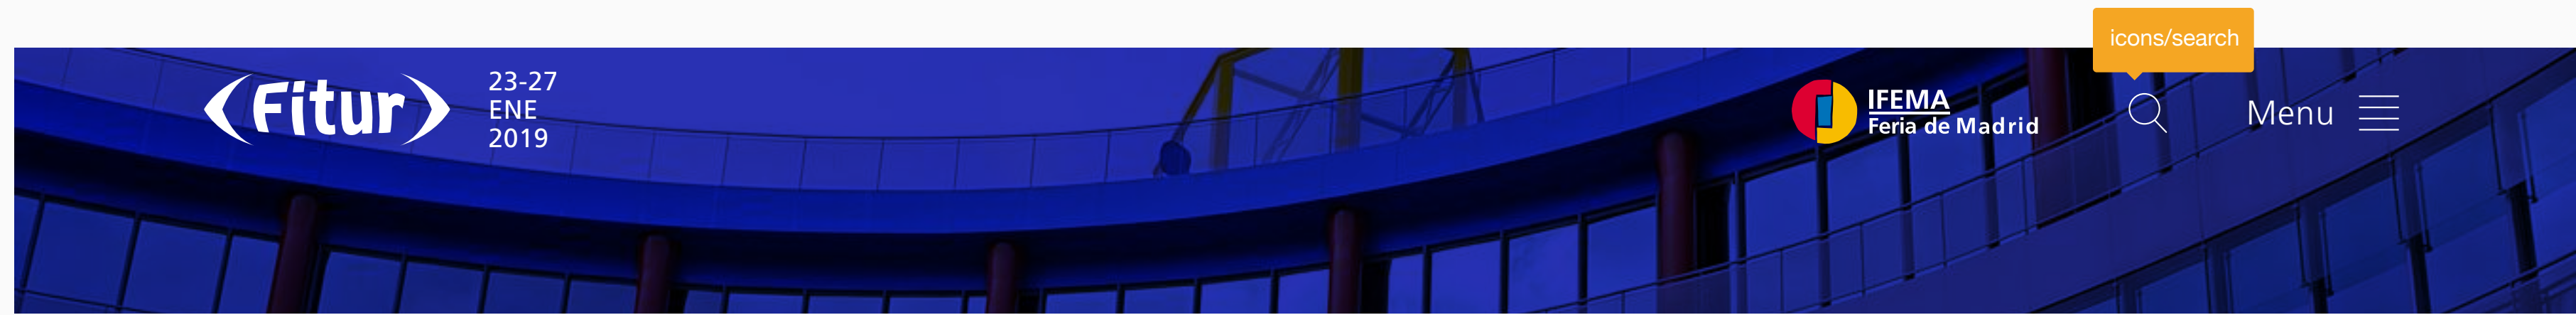 icons/search
Fitur
23-27
ENE
2019
IFEMA
Feria de Madrid
Menu